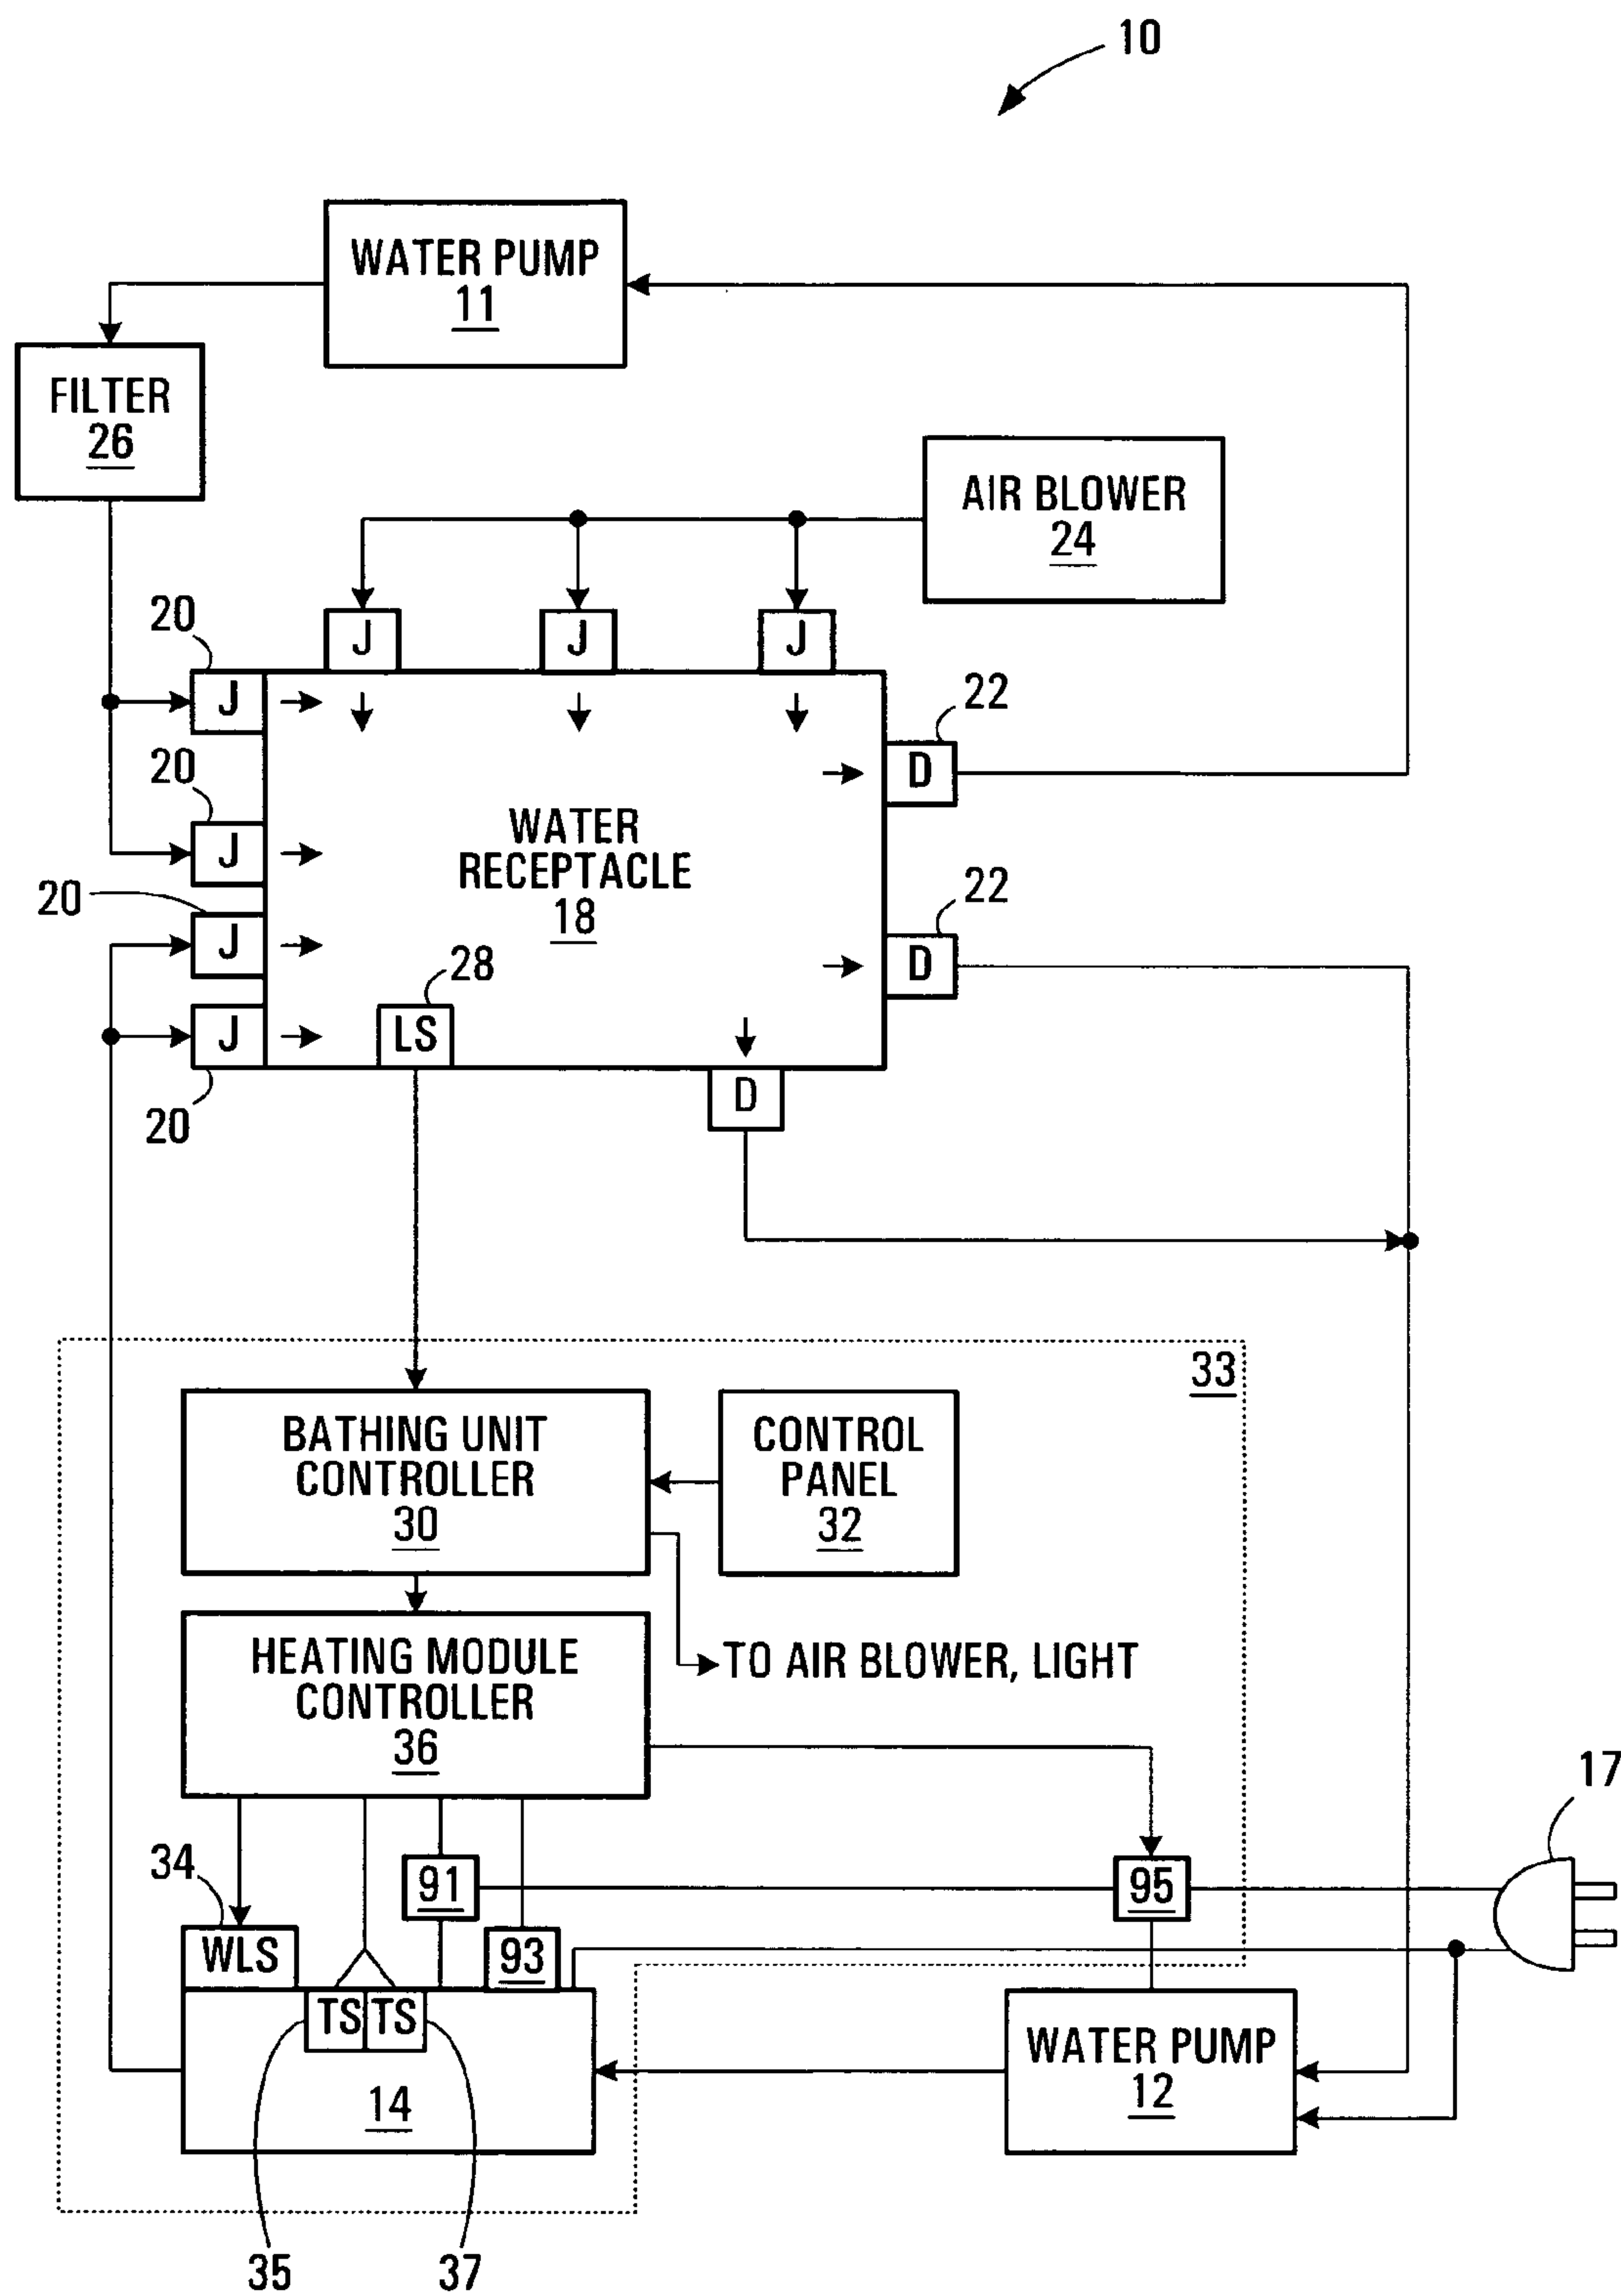 10
WATER PUMP
11
FILTER
26
AIR BLOWER
24
J
J
J
20
J
20
J
20
J
20
J
22
D
22
D
WATER
RECEPTACLE
18
28
LS
D
33
BATHING UNIT
CONTROLLER
30
CONTROL
PANEL
32
HEATING MODULE
CONTROLLER
36
TO AIR BLOWER, LIGHT
17
34
WLS
91
93
95
TS TS
14
WATER PUMP
12
35
37